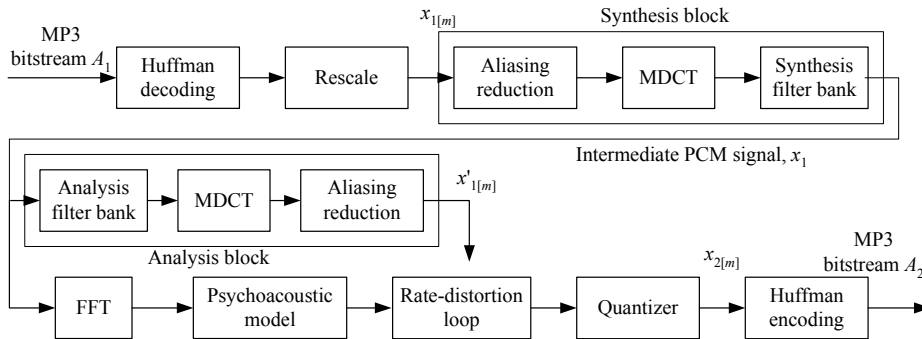 x1[m]
Synthesis block
MP3
bitstream A1
Huffman
decoding
Rescale
Aliasing
reduction
MDCT
Synthesis
filter bank
Intermediate PCM signal, x1
Analysis
filter bank
MDCT
Aliasing
reduction
x'1[m]
Analysis block
FFT
Psychoacoustic
model
Rate-distortion
loop
Quantizer
x2[m]
Huffman
encoding
MP3
bitstream A2